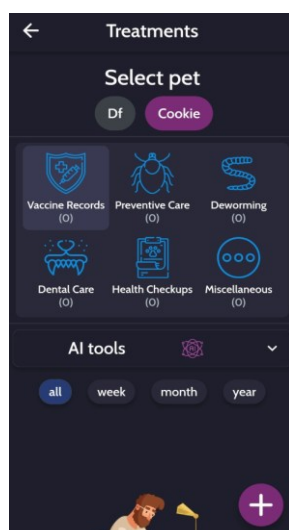 Treatments
Select pet
Df Cookie
Vaccine Records Preventive Care Deworming
(0) (0) (0)
Dental Care Health Checkups Miscellaneous
(0) (0) (0)
AI tools
all week month year